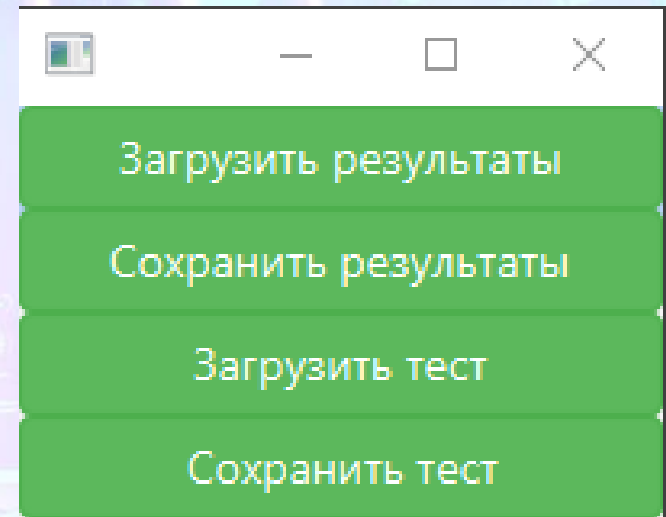 Загрузить результаты
Сохранить результаты
Загрузить тест
Сохранить тест